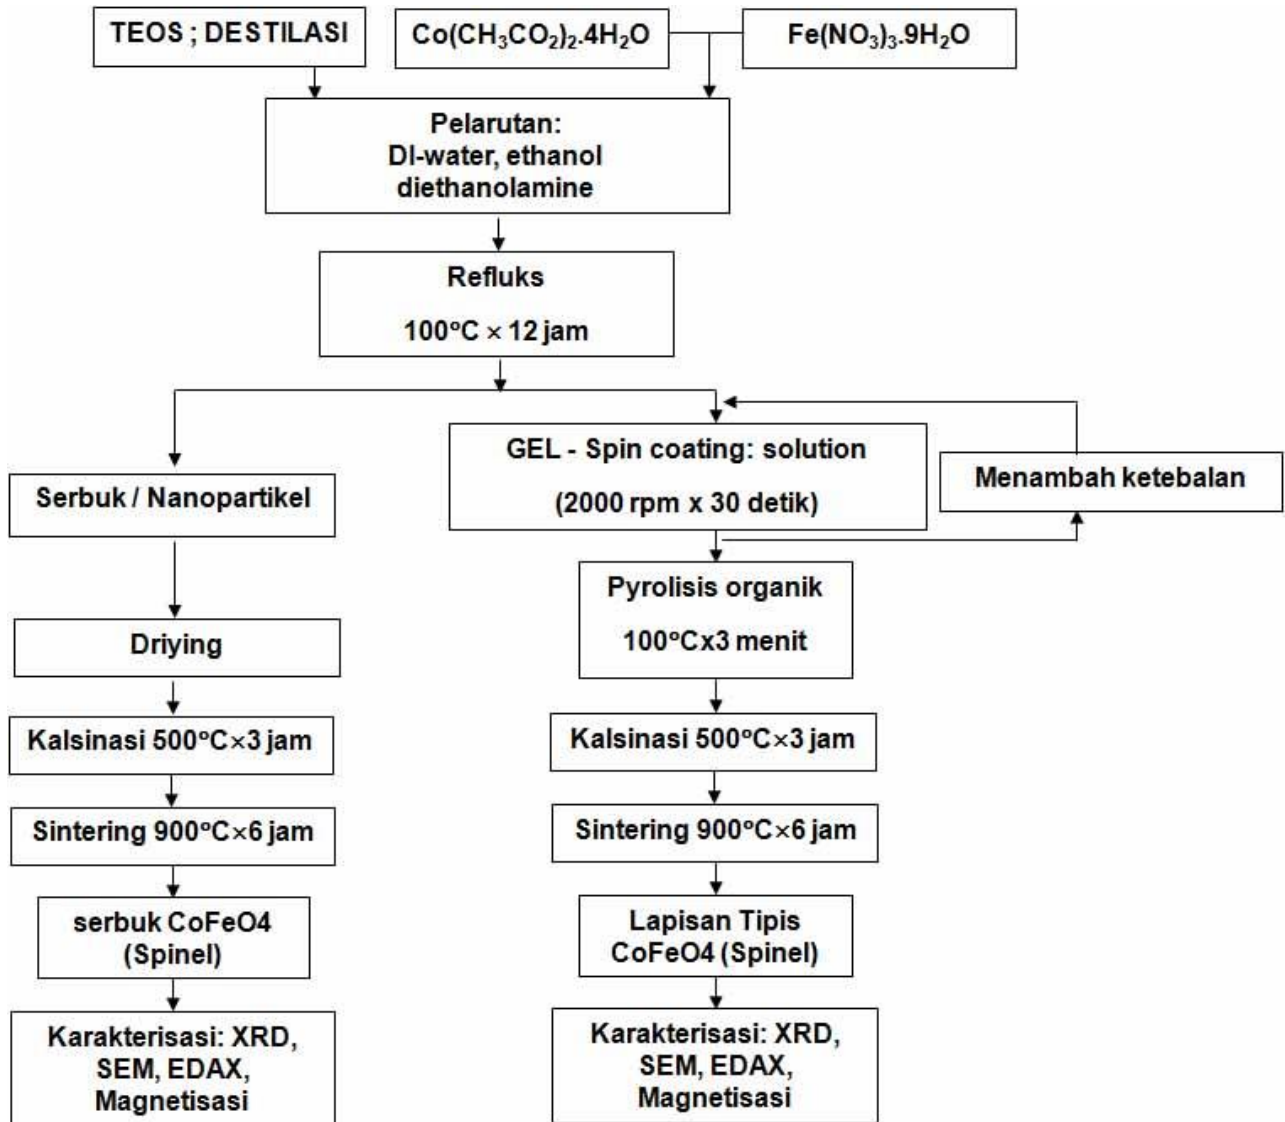 TEOS ; DESTILASI
Co(CH₃CO₂)₂.4H₂O
Fe(NO₃)₃.9H₂O
Pelarutan:
DI-water, ethanol
diethanolamine
Refluks
100°C × 12 jam
GEL - Spin coating: solution
(2000 rpm x 30 detik)
Menambah ketebalan
Serbuk / Nanopartikel
Pyrolisis organik
100°Cx3 menit
Driying
Kalsinasi 500°C×3 jam
Kalsinasi 500°C×3 jam
Sintering 900°C×6 jam
Sintering 900°C×6 jam
serbuk CoFeO4
(Spinel)
Lapisan Tipis
CoFeO4 (Spinel)
Karakterisasi: XRD,
SEM, EDAX,
Magnetisasi
Karakterisasi: XRD,
SEM, EDAX,
Magnetisasi